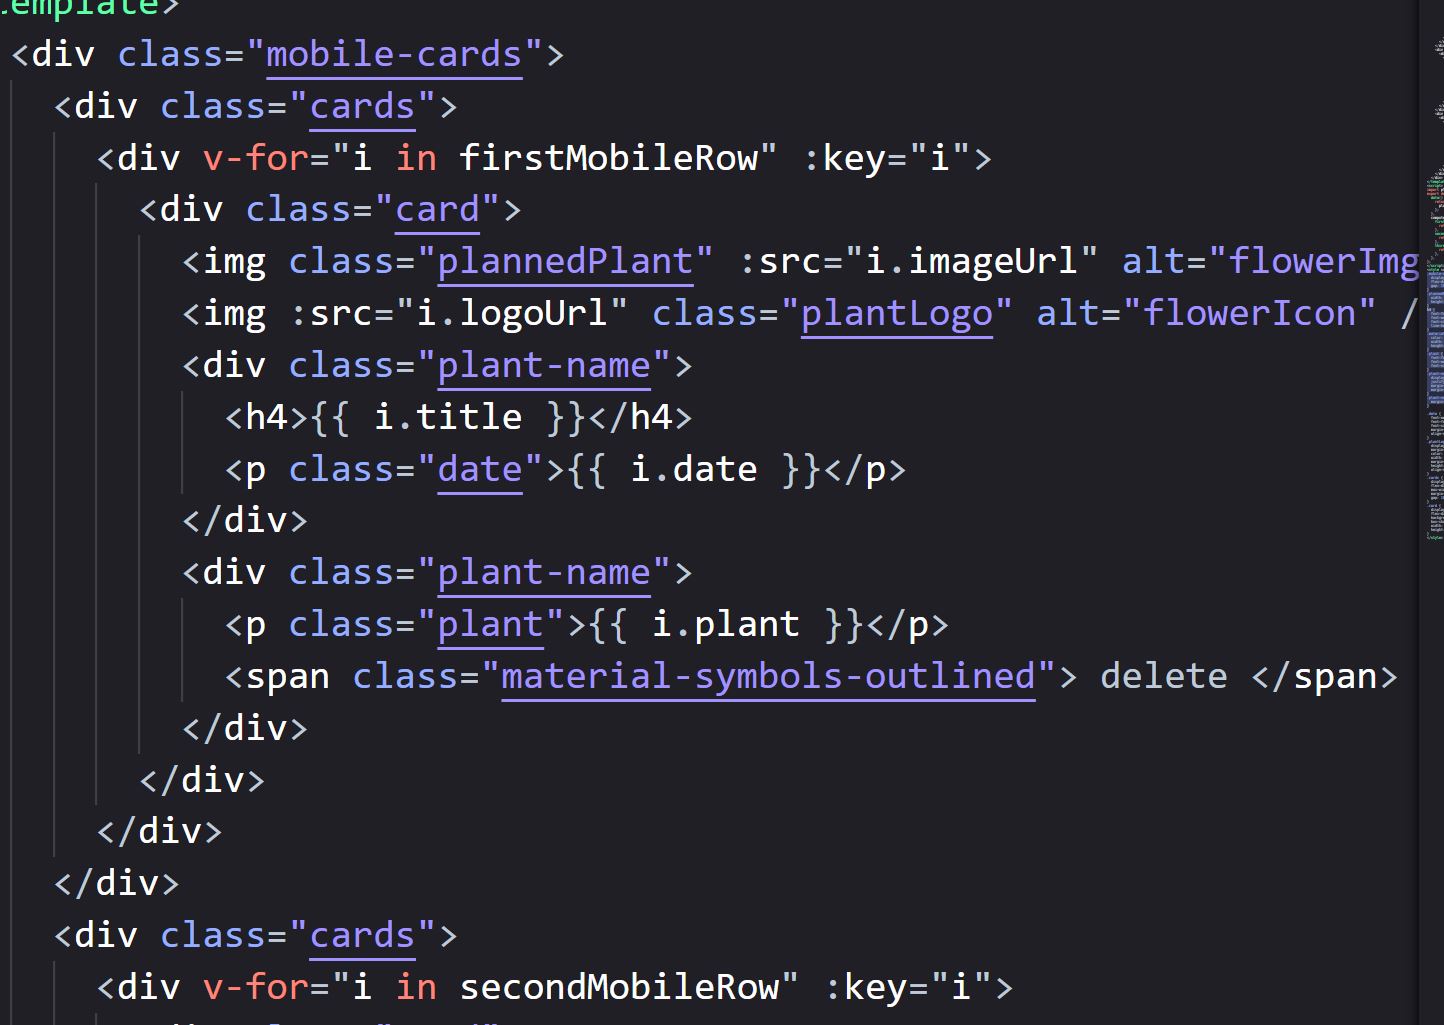 template>
<div class="mobile-cards">
<div class="cards">
<div v-for="i in firstMobileRow" :key="i">
<div class="card">
<img class="plannedPlant" :src="i.imageUrl" alt="flowerImg
<img :src="i.logoUrl" class="plantLogo" alt="flowerIcon" /
<div class="plant-name">
<h4>{{ i.title }}</h4>
<p class="date">{{ i.date }}</p>
</div>
<div class="plant-name">
<p class="plant">{{ i.plant }}</p>
<span class="material-symbols-outlined"> delete </span>
</div>
</div>
</div>
</div>
<div class="cards">
<div v-for="i in secondMobileRow" :key="i">